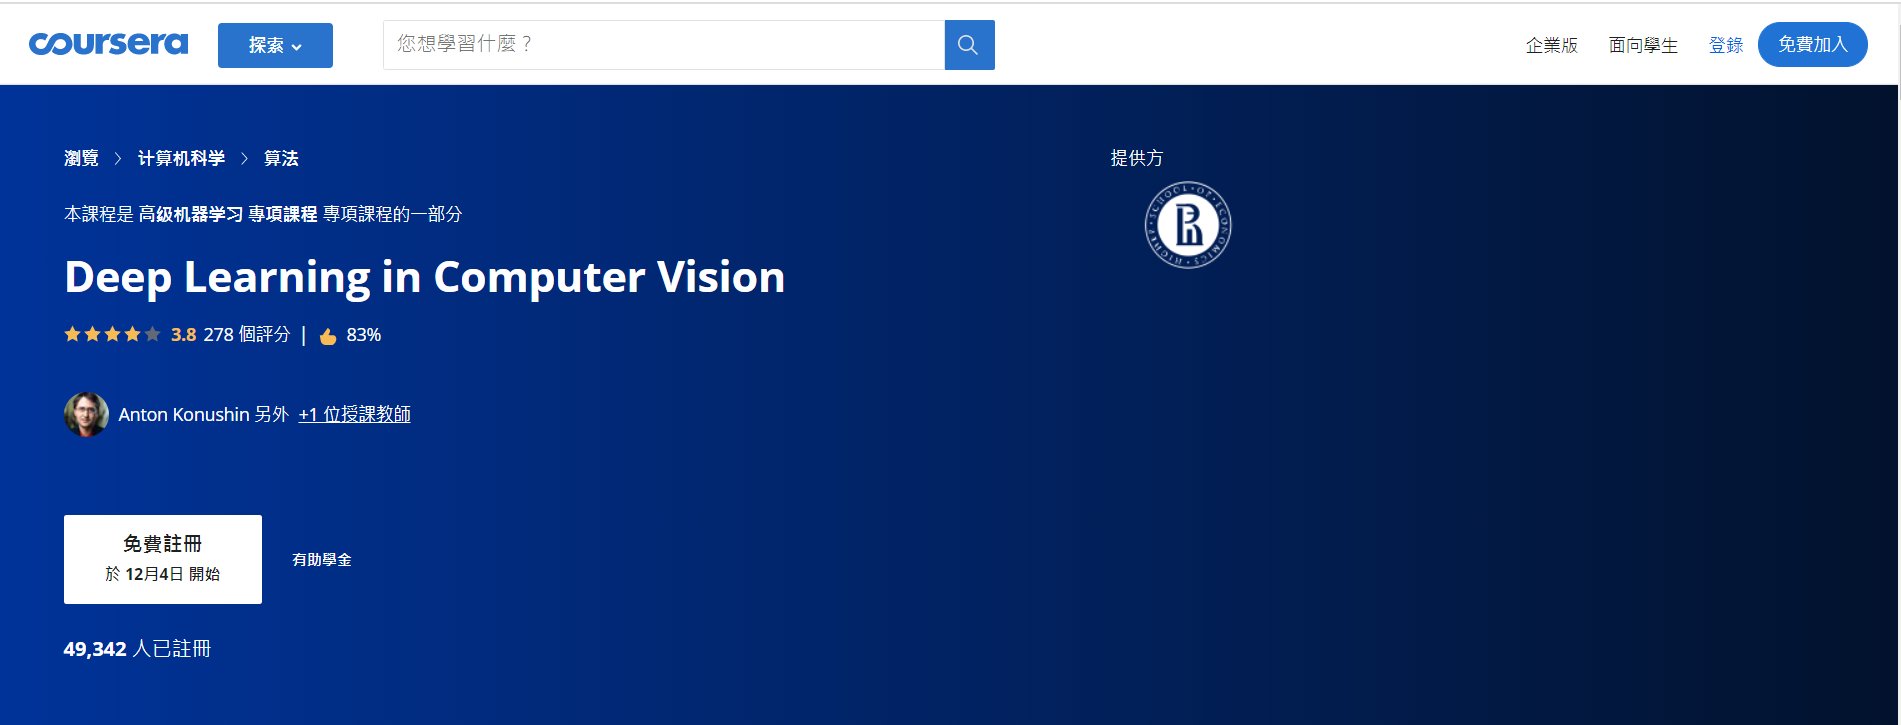 coursera
探索
您想學習什麼？
企業版
面向學生
登錄
免費加入
瀏覽 > 计算机科学 > 算法
本課程是 高级机器学习 專項課程 專項課程的一部分
Deep Learning in Computer Vision
3.8 278 個評分 | 83%
Anton Konushin 另外 +1 位授課教師
免費註冊
於 12月4日 開始
有助學金
49,342 人已註冊
提供方
HIGHER · SCHOOL · OF · ECONOMICS